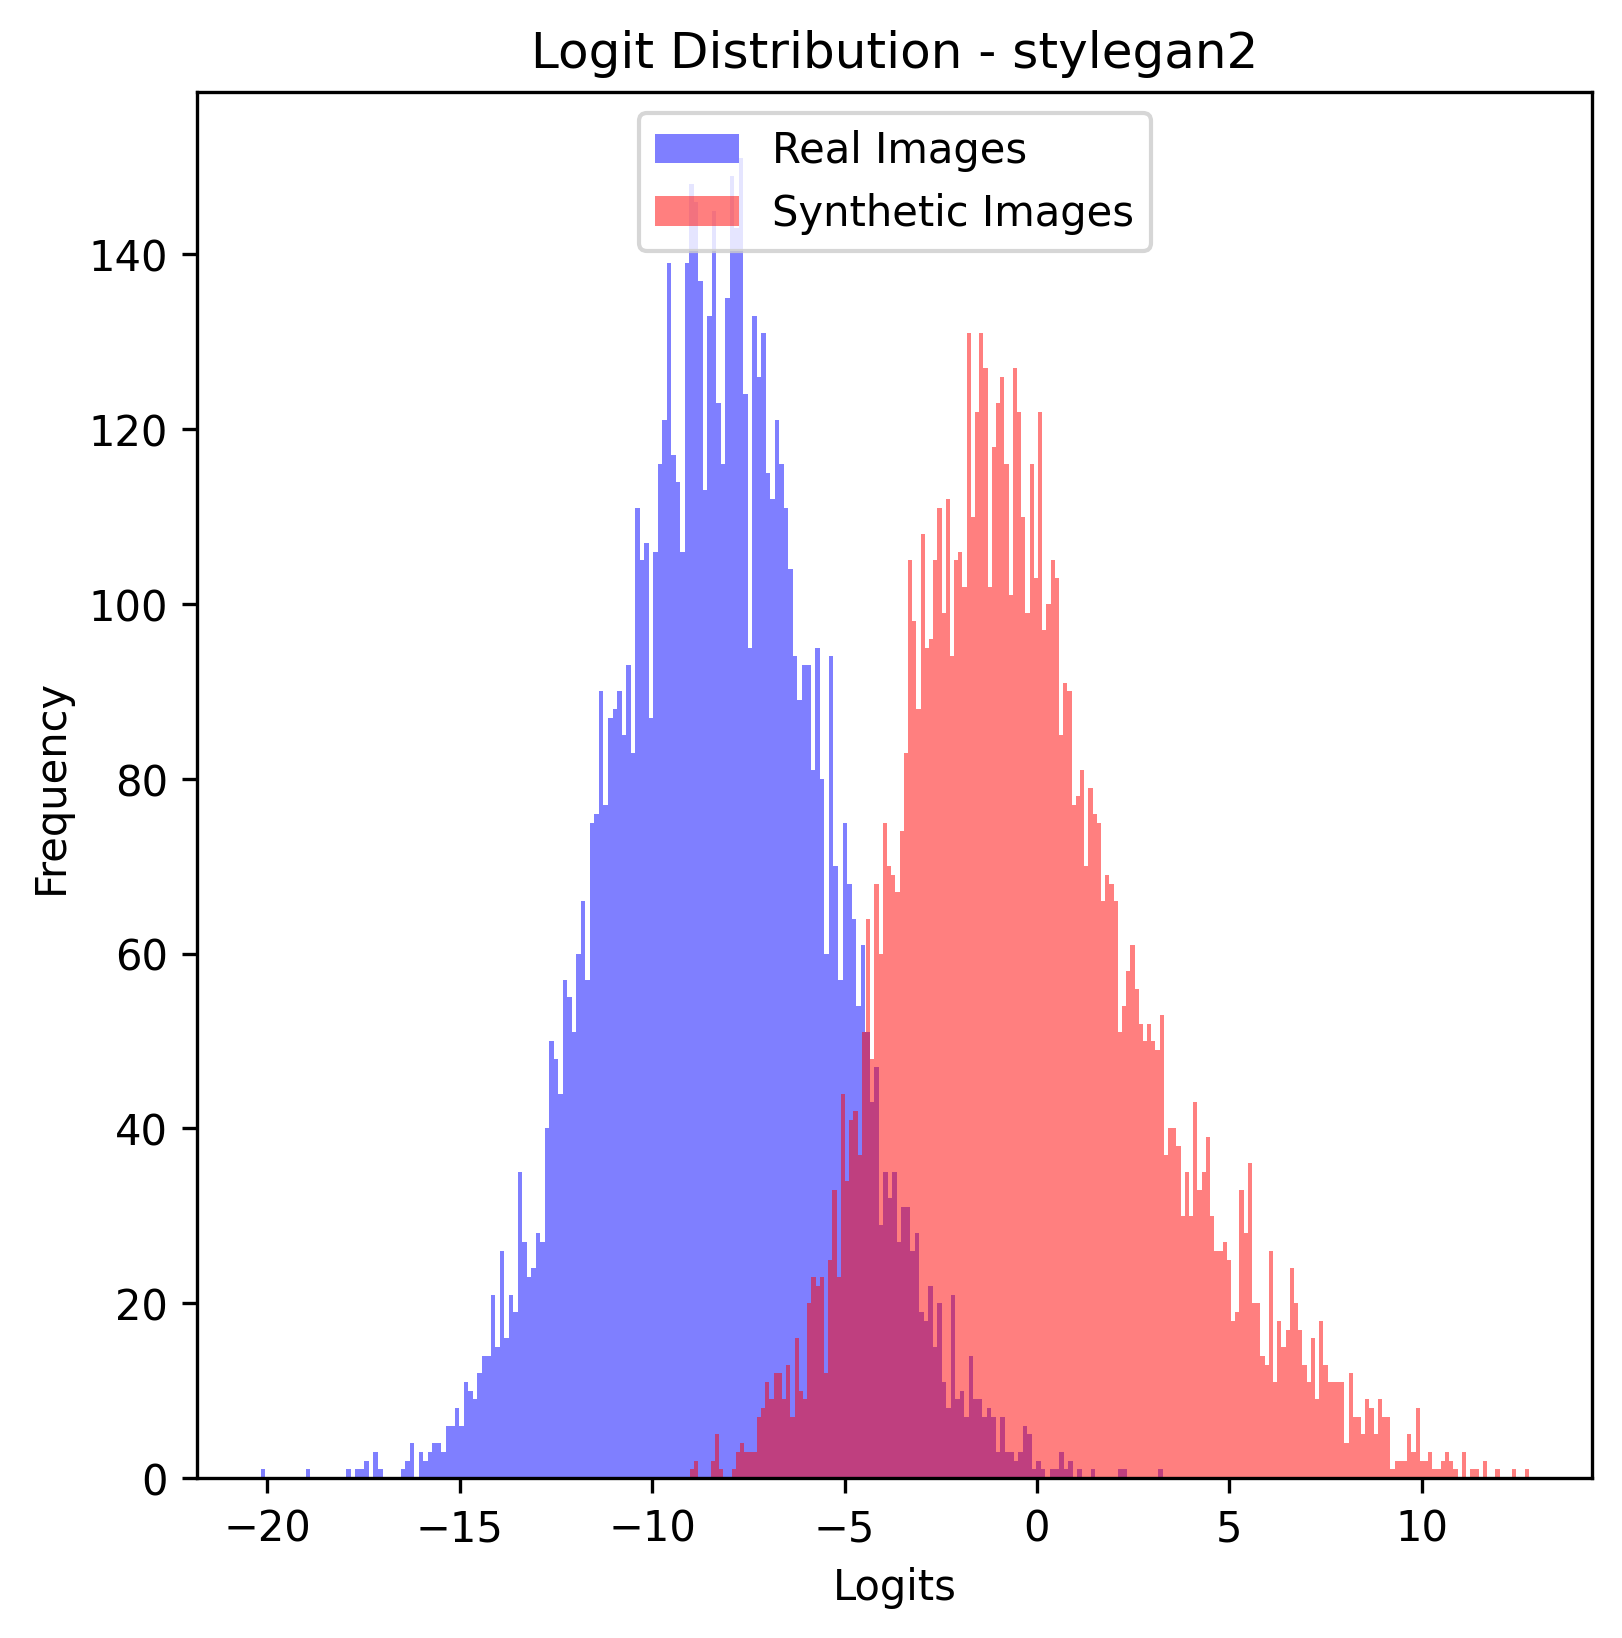 Logit Distribution - stylegan2
Real Images
Synthetic Images
140
120
100
80
60
40
20
0
Frequency
−20 −15 −10 −5 0 5 10
Logits